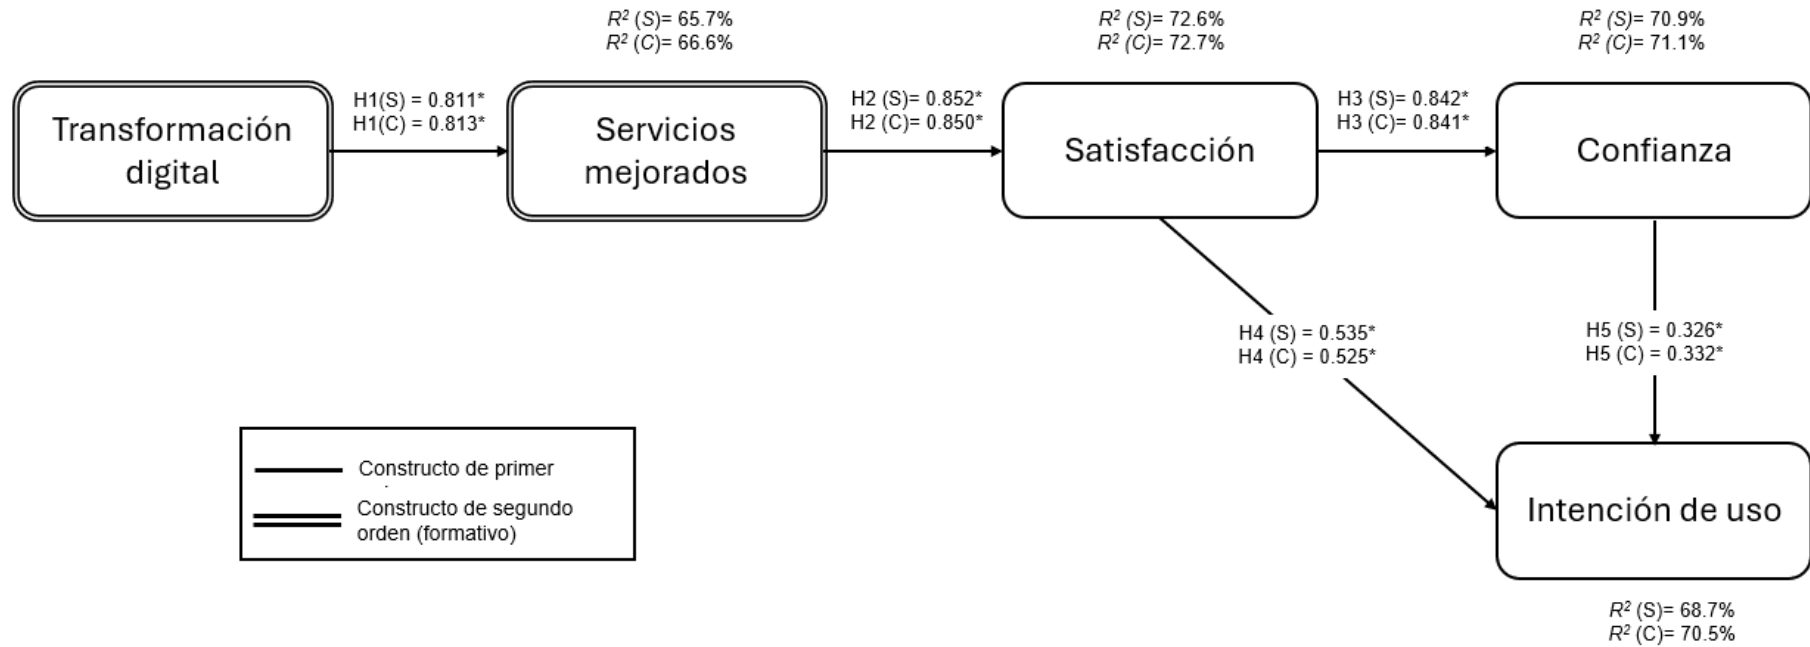 R² (S)= 65.7%
R² (C)= 66.6%
R² (S)= 72.6%
R² (C)= 72.7%
R² (S)= 70.9%
R² (C)= 71.1%
Transformación
digital
H1(S) = 0.811*
H1(C) = 0.813*
Servicios
mejorados
H2 (S)= 0.852*
H2 (C)= 0.850*
Satisfacción
H3 (S)= 0.842*
H3 (C)= 0.841*
Confianza
H4 (S) = 0.535*
H4 (C) = 0.525*
H5 (S) = 0.326*
H5 (C) = 0.332*
Constructo de primer
Constructo de segundo
orden (formativo)
Intención de uso
R² (S)= 68.7%
R² (C)= 70.5%